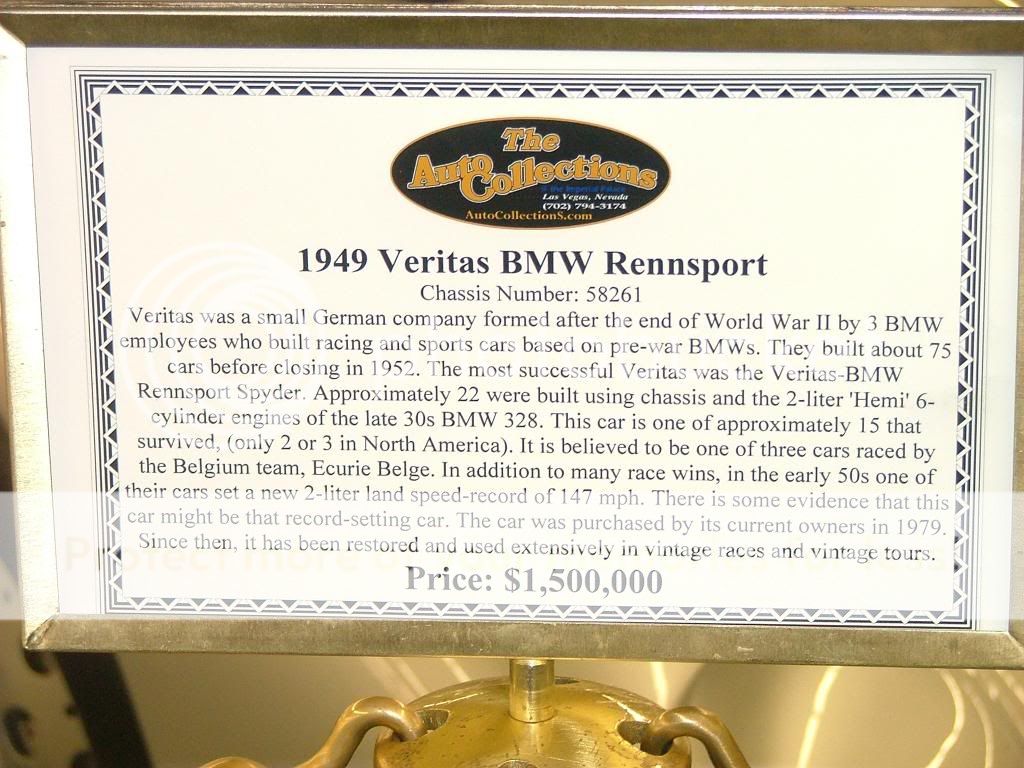 The
Auto Collections
@ the Imperial Palace
Las Vegas, Nevada
(702) 794-3174
AutoCollectionS.com
1949 Veritas BMW Rennsport
Chassis Number: 58261
Veritas was a small German company formed after the end of World War II by 3 BMW
employees who built racing and sports cars based on pre-war BMWs. They built about 75
cars before closing in 1952. The most successful Veritas was the Veritas-BMW
Rennsport Spyder. Approximately 22 were built using chassis and the 2-liter 'Hemi' 6-
cylinder engines of the late 30s BMW 328. This car is one of approximately 15 that
survived, (only 2 or 3 in North America). It is believed to be one of three cars raced by
the Belgium team, Ecurie Belge. In addition to many race wins, in the early 50s one of
their cars set a new 2-liter land speed-record of 147 mph. There is some evidence that this
car might be that record-setting car. The car was purchased by its current owners in 1979.
Since then, it has been restored and used extensively in vintage races and vintage tours.
Protect more of your memories for less
Price: $1,500,000